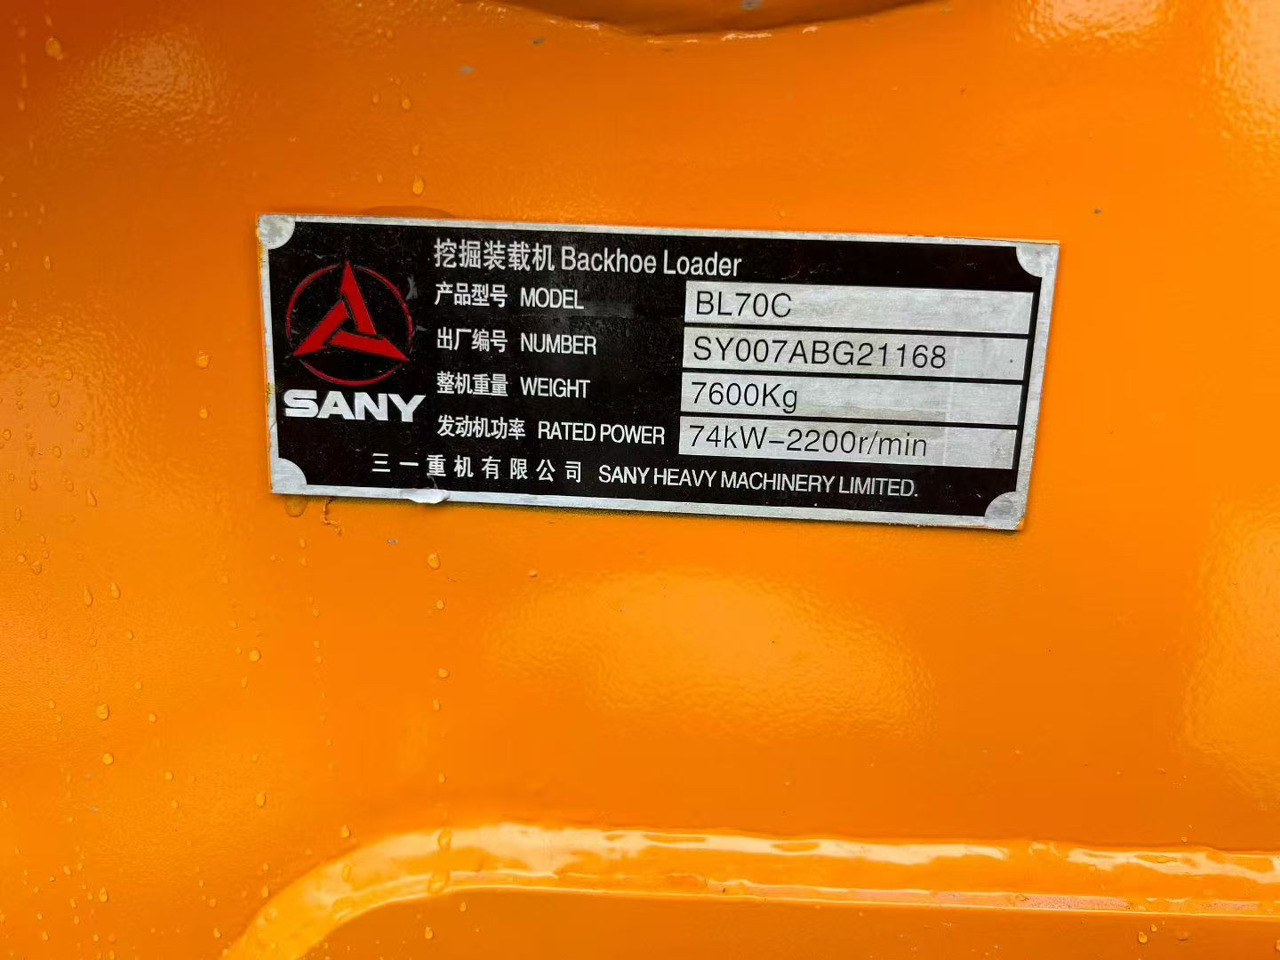 挖掘装载机 Backhoe Loader
产品型号 MODEL BL70C
出厂编号 NUMBER SY007ABG21168
整机重量 WEIGHT 7600Kg
发动机功率 RATED POWER 74kW-2200r/min
SANY
三一重机有限公司 SANY HEAVY MACHINERY LIMITED.